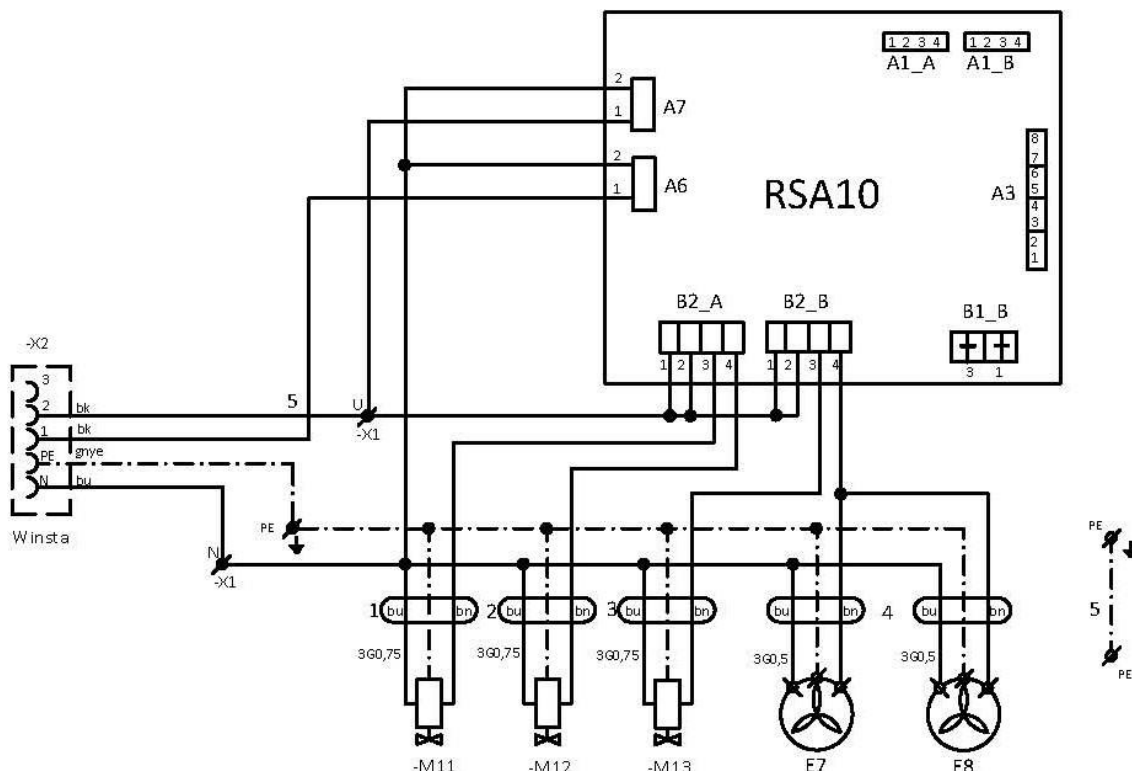 1 2 3 4
1 2 3 4
A1_A
A1_B
2
A7
1
2
A6
1
RSA10
A3
8
7
6
5
4
3
2
1
B2_A
B2_B
B1_B
1 2 3 4
1 2 3 4
3 1
-X2
3
2 bk
5
U
-X1
1 bk
PE gnye
N bu
Winsta
PE
N
-X1
PE
1 bu bn
2 bu bn
3 bu bn
bu bn
4 bu bn
5
3G0,75
3G0,75
3G0,75
3G0,5
3G0,5
PE
-M11
-M12
-M13
E7
E8